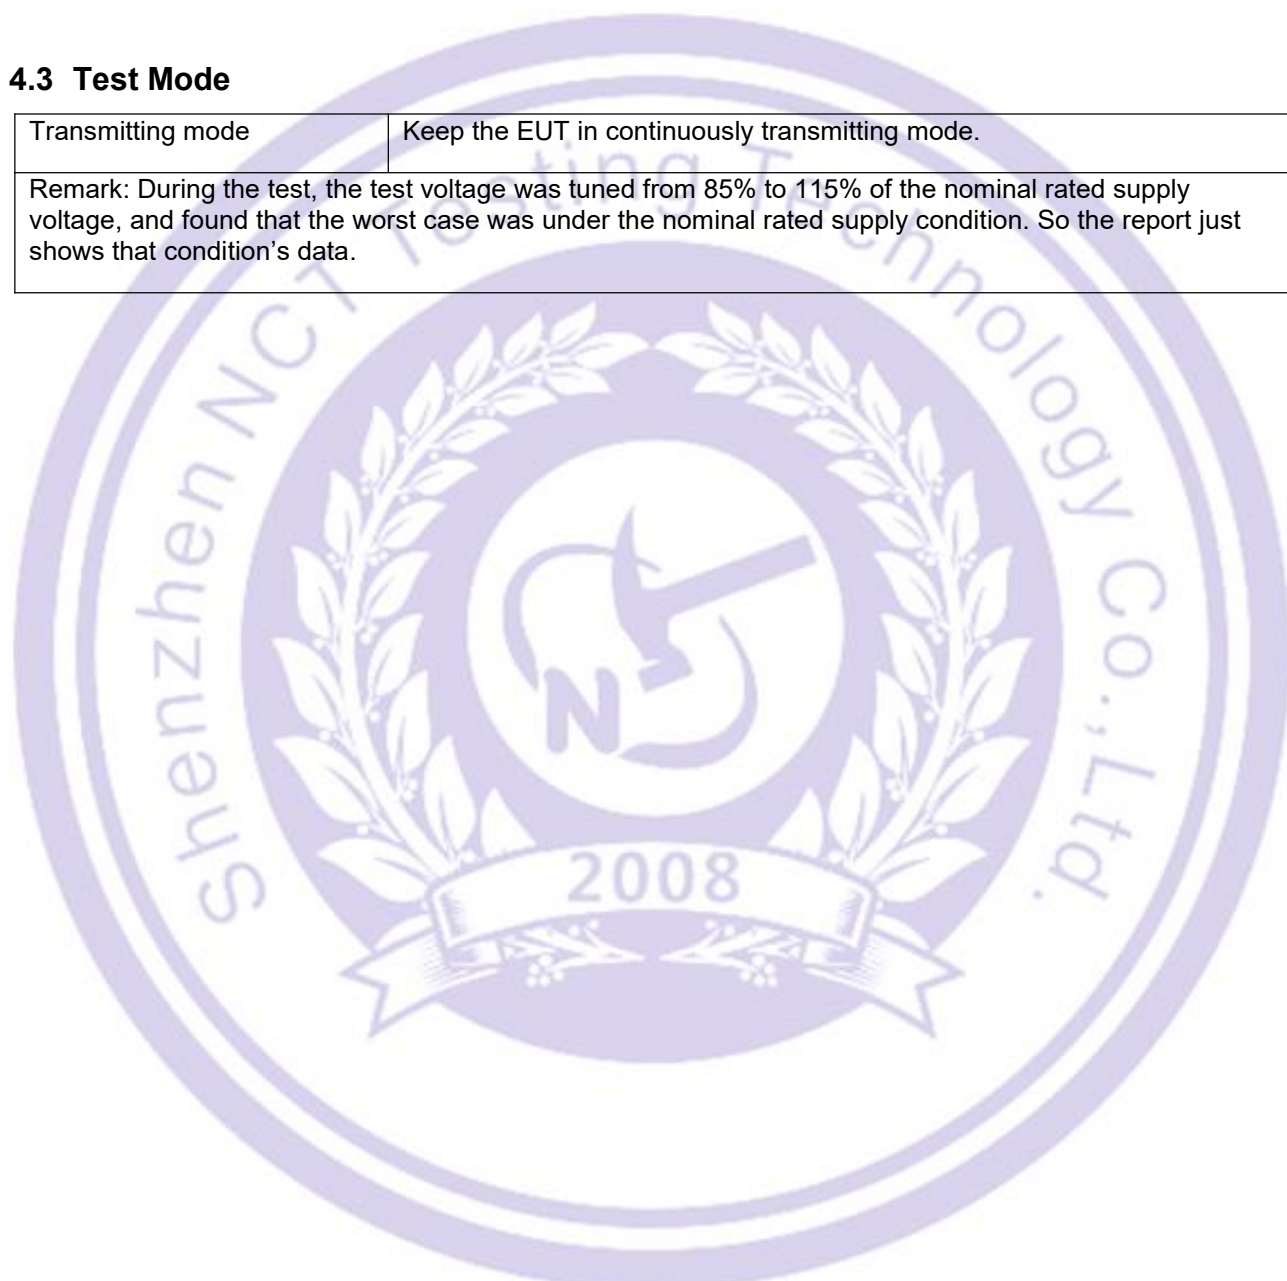 4.3 Test Mode
Transmitting mode
Keep the EUT in continuously transmitting mode.
Remark: During the test, the test voltage was tuned from 85% to 115% of the nominal rated supply
voltage, and found that the worst case was under the nominal rated supply condition. So the report just
shows that condition’s data.
Shenzhen NCT Testing Technology Co.,Ltd.
N
2008